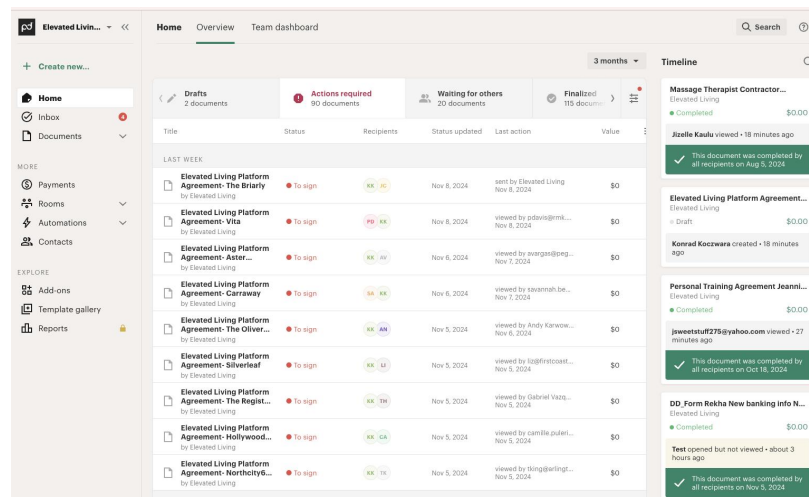 pd Elevated Livin...
Create new...
Home
Inbox 4
Documents
MORE
Payments
Rooms
Automations
Contacts
EXPLORE
Add-ons
Template gallery
Reports
Home Overview Team dashboard
Search
3 months
Drafts
2 documents
Actions required
90 documents
Waiting for others
20 documents
Finalized
115 docume
Title Status Recipients Status updated Last action Value
LAST WEEK
Elevated Living Platform
Agreement- The Briarly
by Elevated Living
To sign
KK JC
Nov 8, 2024
sent by Elevated Living
Nov 8, 2024
$0
Elevated Living Platform
Agreement- Vita
by Elevated Living
To sign
PD KK
Nov 8, 2024
viewed by pdavis@rmk....
Nov 8, 2024
$0
Elevated Living Platform
Agreement- Aster...
by Elevated Living
To sign
KK AV
Nov 6, 2024
viewed by avargas@peg...
Nov 7, 2024
$0
Elevated Living Platform
Agreement- Carraway
by Elevated Living
To sign
SA KK
Nov 6, 2024
viewed by savannah.be...
Nov 7, 2024
$0
Elevated Living Platform
Agreement- The Oliver...
by Elevated Living
To sign
KK AN
Nov 5, 2024
viewed by Andy Karwow...
Nov 6, 2024
$0
Elevated Living Platform
Agreement- Silverleaf
by Elevated Living
To sign
KK LI
Nov 5, 2024
viewed by liz@firstcoast...
Nov 5, 2024
$0
Elevated Living Platform
Agreement- The Regist...
by Elevated Living
To sign
KK TM
Nov 5, 2024
viewed by Gabriel Vazq...
Nov 5, 2024
$0
Elevated Living Platform
Agreement- Hollywood...
by Elevated Living
To sign
KK CA
Nov 5, 2024
viewed by camille.puleri...
Nov 5, 2024
$0
Elevated Living Platform
Agreement- Northcity6...
by Elevated Living
To sign
KK TK
Nov 5, 2024
viewed by tking@arlingt...
Nov 5, 2024
$0
Timeline
Massage Therapist Contractor...
Elevated Living
Completed $0.00
Jizelle Kaulu viewed • 18 minutes ago
This document was completed by
all recipients on Aug 5, 2024
Elevated Living Platform Agreement...
Elevated Living
Draft $0.00
Konrad Koczwara created • 18 minutes
ago
Personal Training Agreement Jeanni...
Elevated Living
Completed $0.00
jsweetstuff275@yahoo.com viewed • 27
minutes ago
This document was completed by
all recipients on Oct 18, 2024
DD_Form Rekha New banking info N...
Elevated Living
Completed $0.00
Test opened but not viewed • about 3
hours ago
This document was completed by
all recipients on Nov 5, 2024